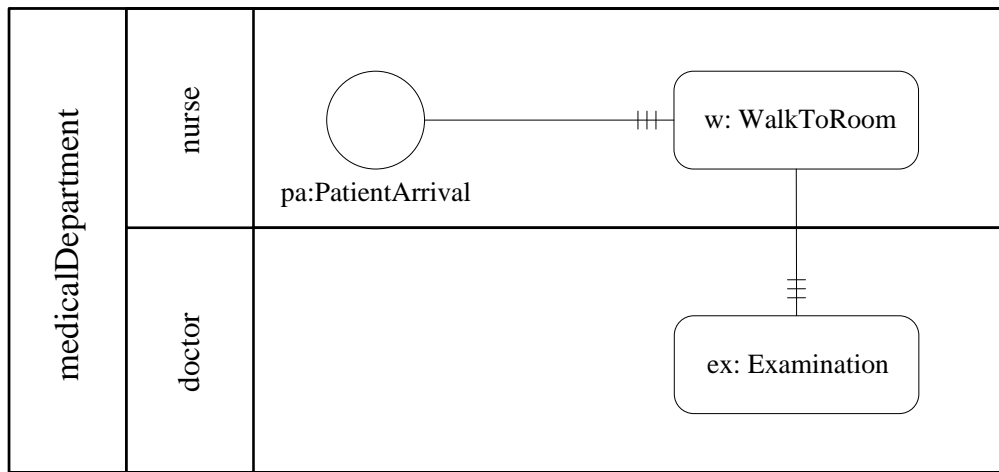 medicalDepartment
nurse
pa:PatientArrival
w: WalkToRoom
doctor
ex: Examination